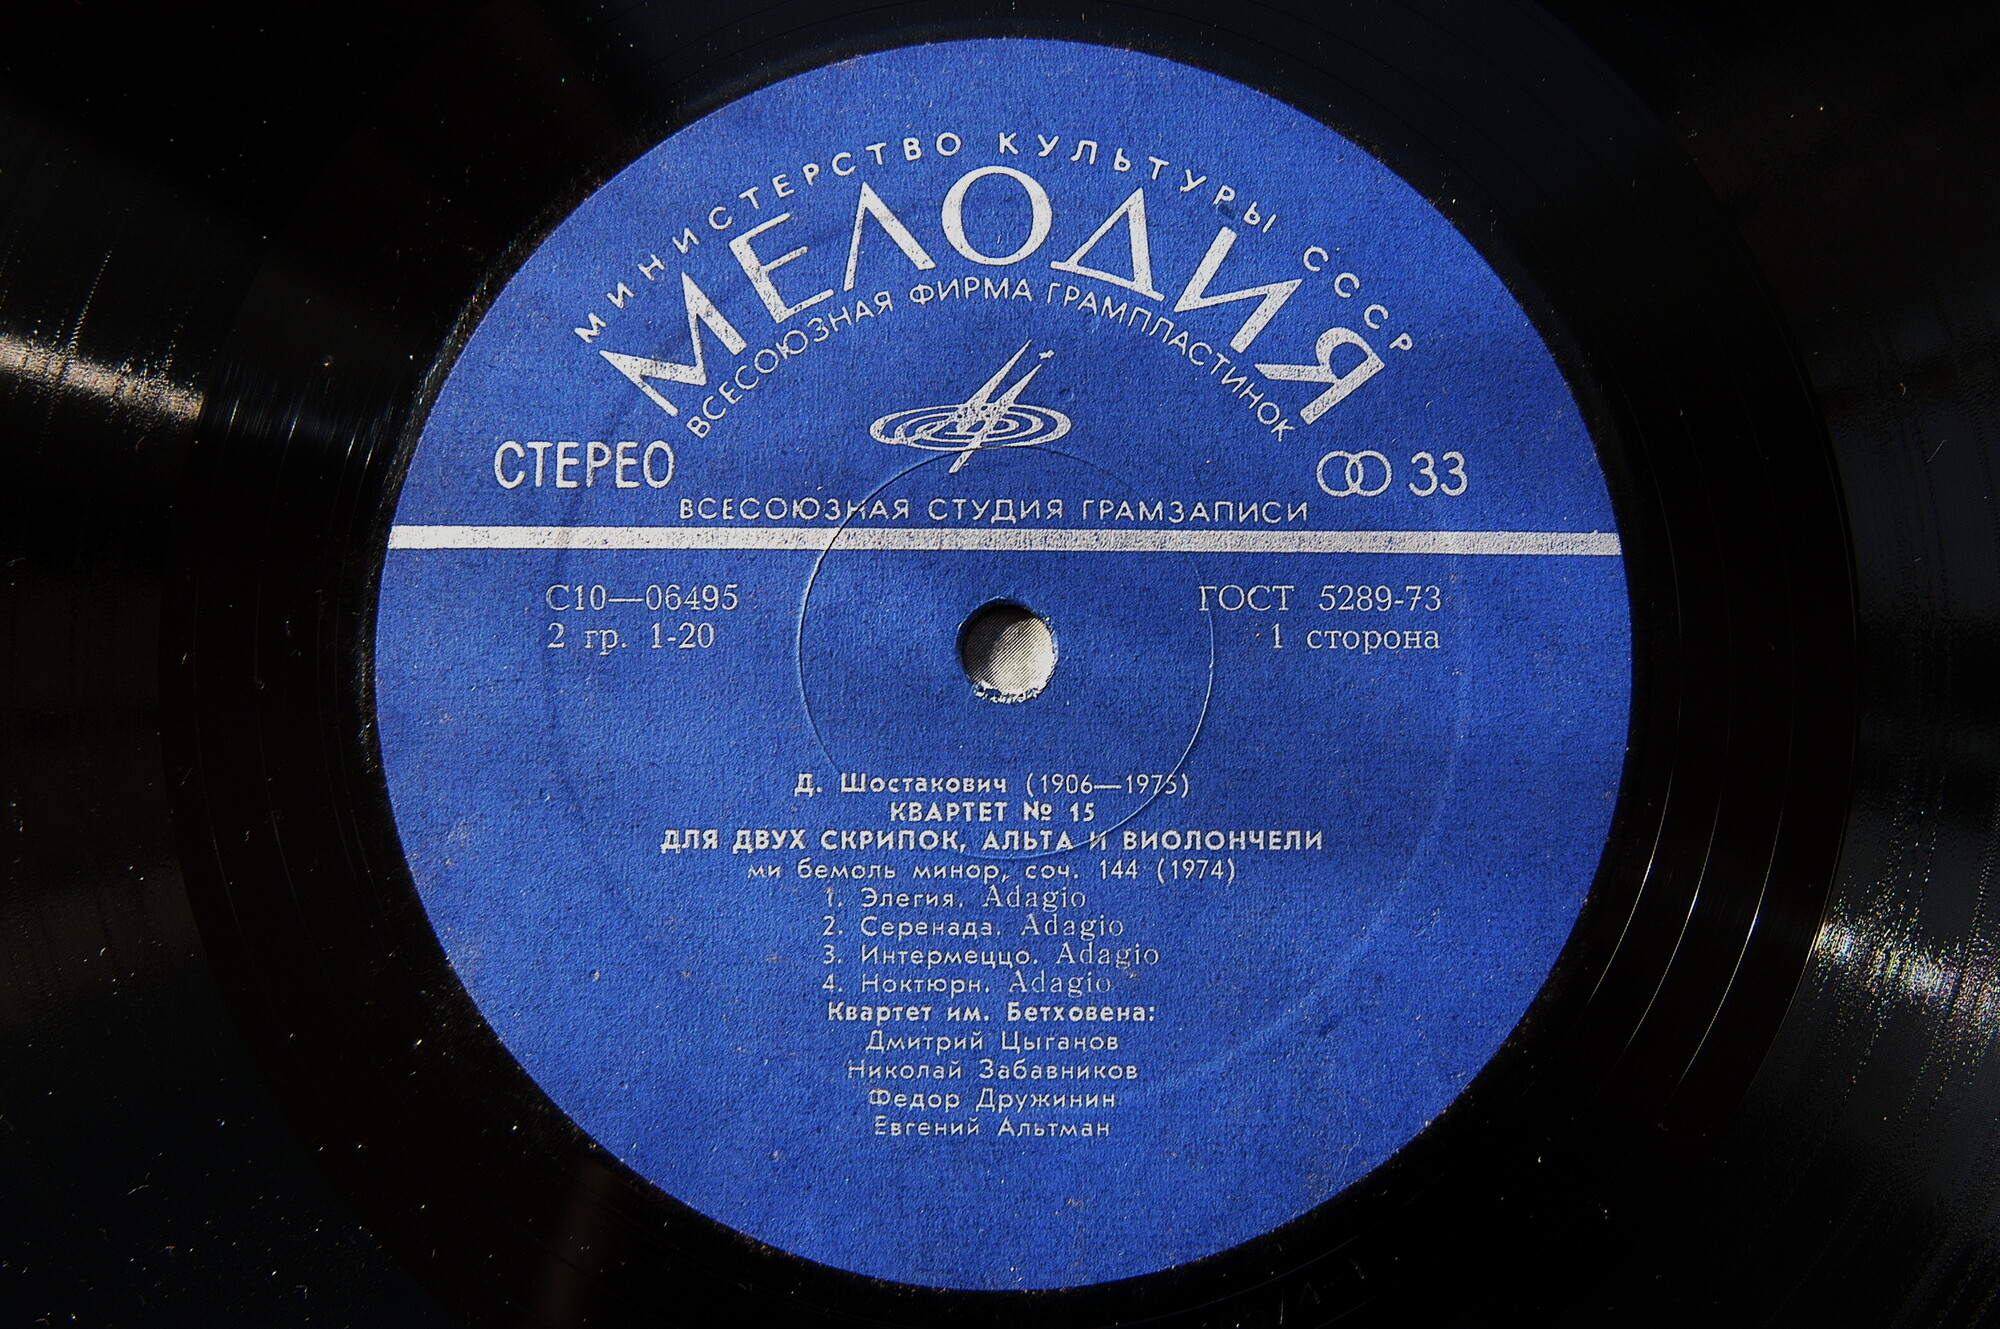 МИНИСТЕРСТВО КУЛЬТУРЫ СССР
МЕЛОДИЯ
ВСЕСОЮЗНАЯ ФИРМА ГРАМПЛАСТИНОК
СТЕРЕО
33
ВСЕСОЮЗНАЯ СТУДИЯ ГРАМЗАПИСИ
С10—06495 ГОСТ 5289-73
2 гр. 1-20 1 сторона
Д. Шостакович (1906—1975)
КВАРТЕТ № 15
ДЛЯ ДВУХ СКРИПОК, АЛЬТА И ВИОЛОНЧЕЛИ
ми бемоль минор, соч. 144 (1974)
1. Элегия. Adagio
2. Серенада. Adagio
3. Интермеццо. Adagio
4. Ноктюрн. Adagio
Квартет им. Бетховена:
Дмитрий Цыганов
Николай Забавников
Федор Дружинин
Евгений Альтман